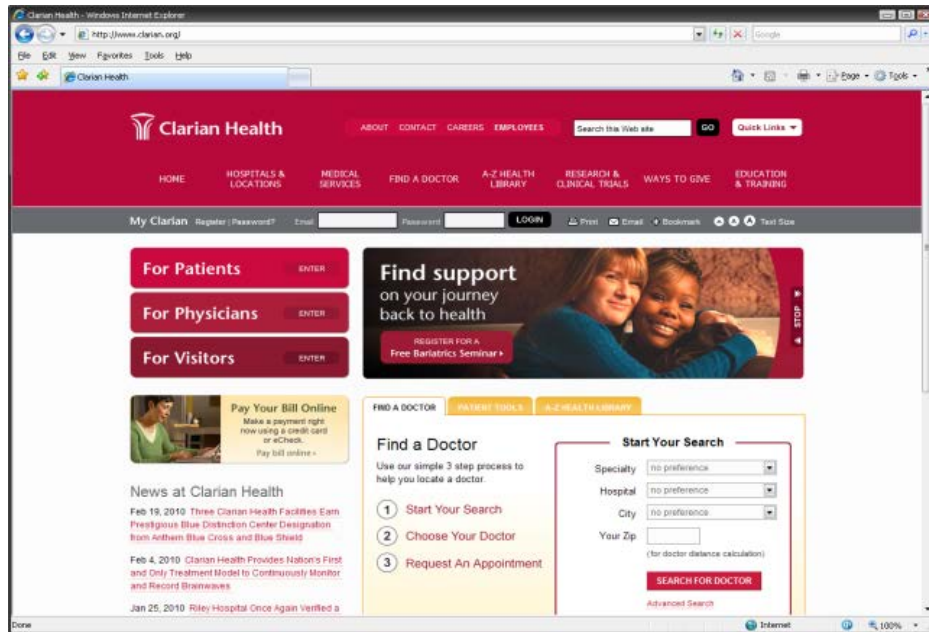 Clarian Health - Windows Internet Explorer
http://www.clarian.org/
Google
File Edit View Favorites Tools Help
Clarian Health
Page Tools
Clarian Health
ABOUT CONTACT CAREERS EMPLOYEES
Search this Web site
GO
Quick Links
HOME
HOSPITALS &
LOCATIONS
MEDICAL
SERVICES
FIND A DOCTOR
A-Z HEALTH
LIBRARY
RESEARCH &
CLINICAL TRIALS
WAYS TO GIVE
EDUCATION
& TRAINING
My Clarian Register | Password? Email Password LOGIN Print Email Bookmark A A A Text Size
For Patients ENTER
For Physicians ENTER
For Visitors ENTER
Find support
on your journey
back to health
REGISTER FOR A
Free Bariatrics Seminar
STOP
Pay Your Bill Online
Make a payment right
now using a credit card
or eCheck.
Pay bill online
News at Clarian Health
Feb 19, 2010 Three Clarian Health Facilities Earn
Prestigious Blue Distinction Center Designation
from Anthem Blue Cross and Blue Shield
Feb 4, 2010 Clarian Health Provides Nation's First
and Only Treatment Model to Continuously Monitor
and Record Brainwaves
Jan 25, 2010 Riley Hospital Once Again Verified a
FIND A DOCTOR PATIENT TOOLS A-Z HEALTH LIBRARY
Find a Doctor
Use our simple 3 step process to
help you locate a doctor.
1 Start Your Search
2 Choose Your Doctor
3 Request An Appointment
Start Your Search
Specialty no preference
Hospital no preference
City no preference
Your Zip
(for doctor distance calculation)
SEARCH FOR DOCTOR
Advanced Search
Done
Internet
100%